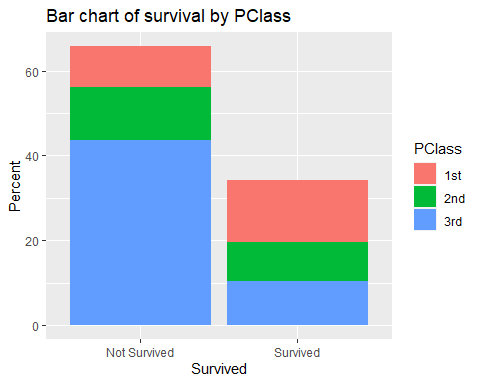 Bar chart of survival by PClass
Percent
60
40
20
0
Not Survived
Survived
Survived
PClass
1st
2nd
3rd